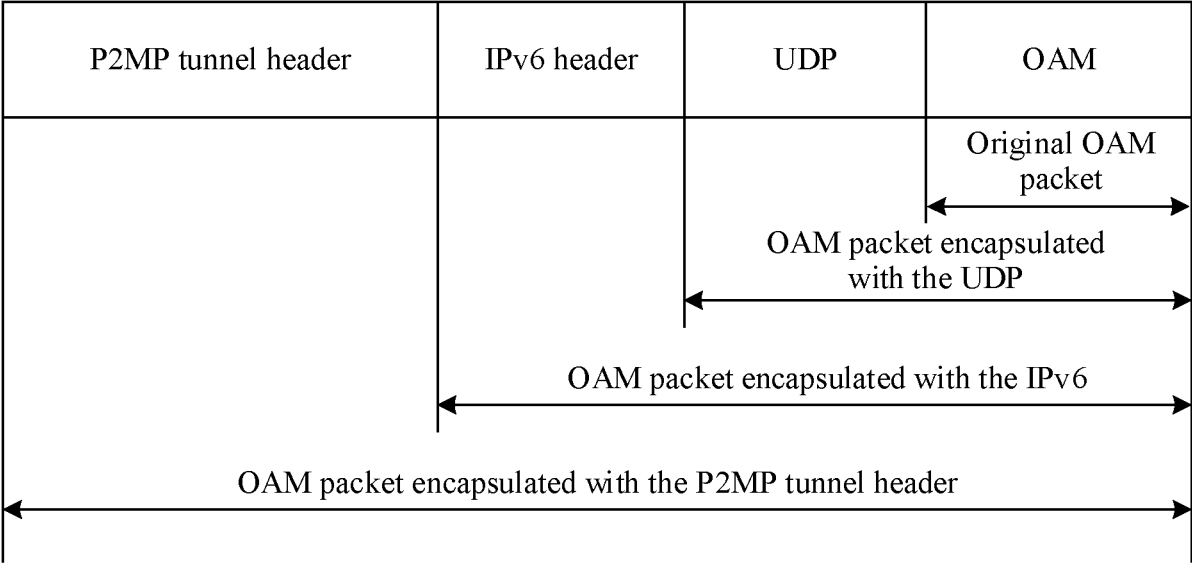 P2MP tunnel header
IPv6 header
UDP
OAM
Original OAM
packet
OAM packet encapsulated
with the UDP
OAM packet encapsulated with the IPv6
OAM packet encapsulated with the P2MP tunnel header